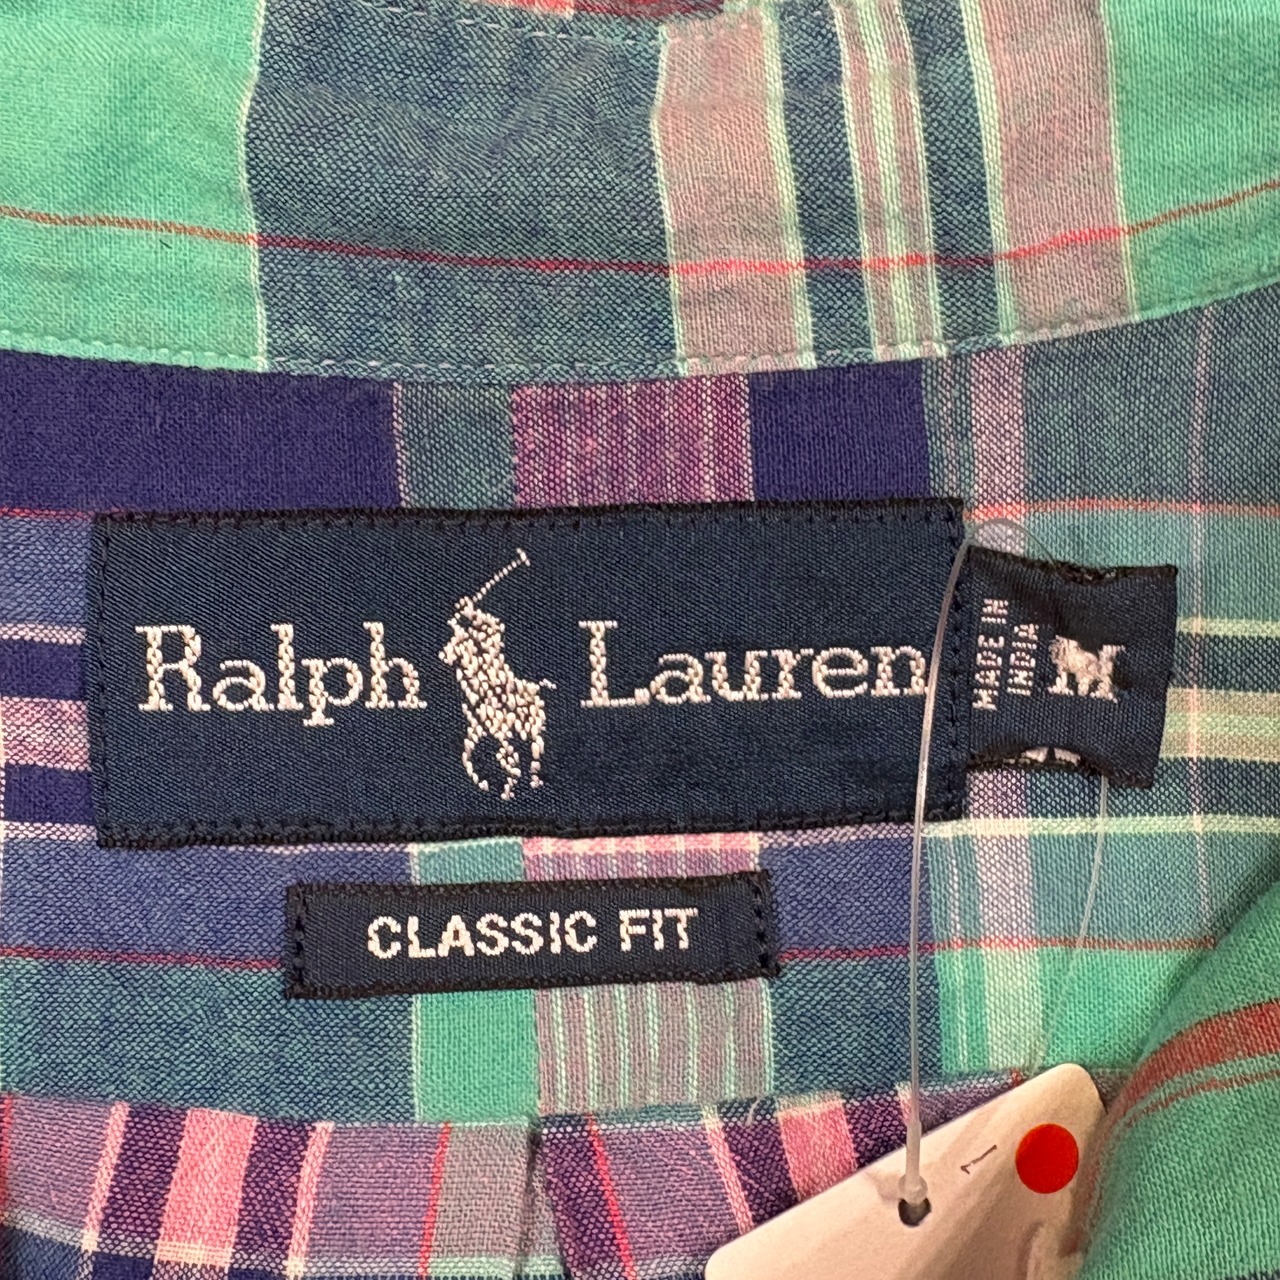 Ralph Lauren
MADE IN
INDIA
M
CLASSIC FIT